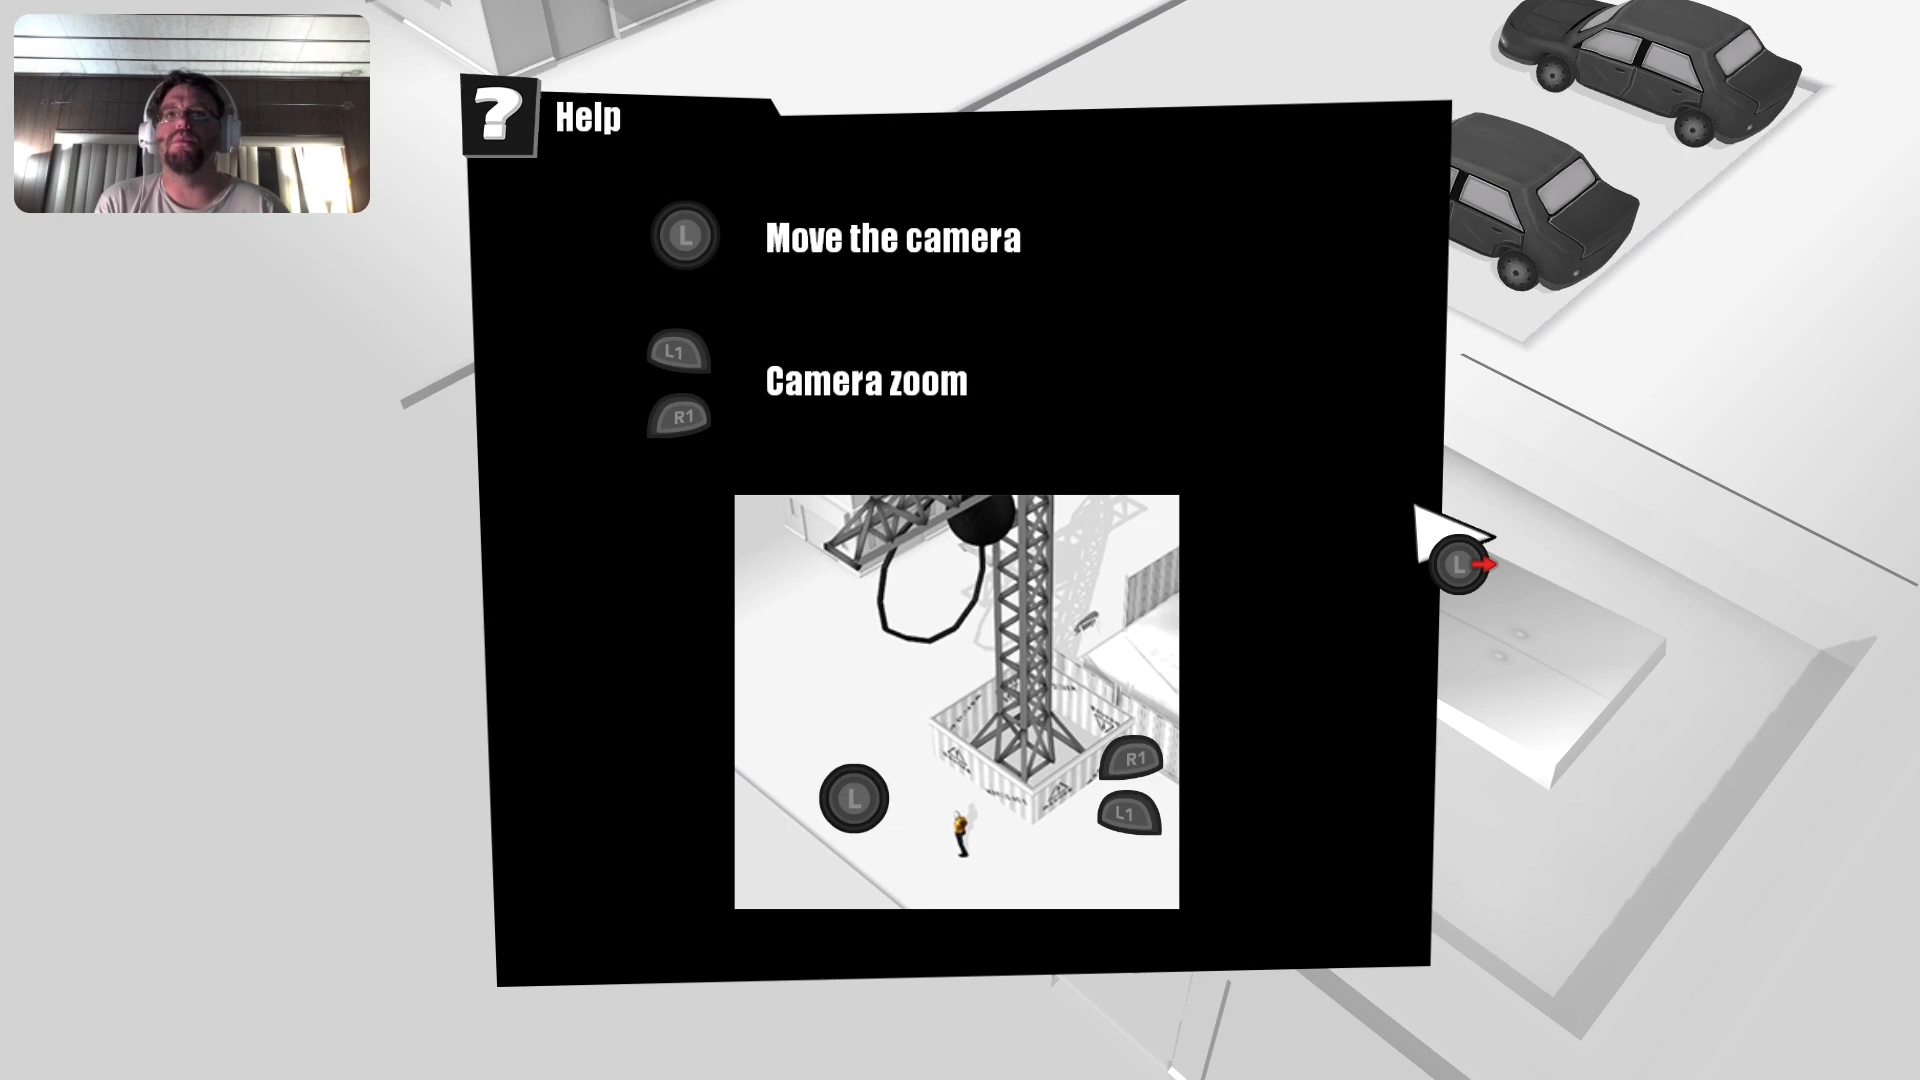 ? Help
L Move the camera
L1
Camera zoom
R1
L
R1
L
L1